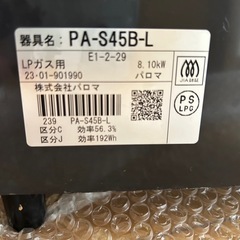 器具名: PA-S45B-L
E1-2-29
LPガス用 8.10kW
23·01-901990 パロマ
株式会社パロマ
239 PA-S45B-L
区分C 効率56.3%
区分J 効率192Wh
PS
LPG